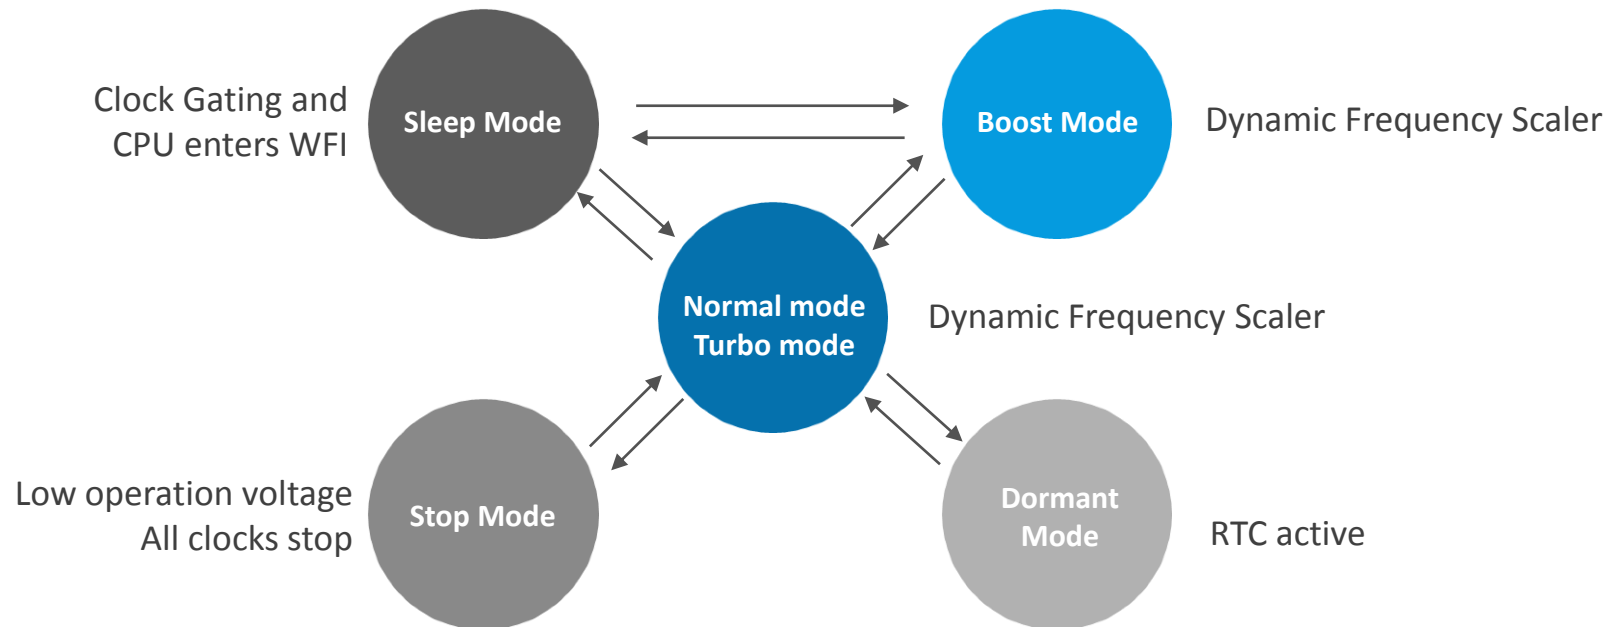 Clock Gating and
CPU enters WFI
Sleep Mode
Boost Mode
Dynamic Frequency Scaler
Normal mode
Turbo mode
Dynamic Frequency Scaler
Low operation voltage
All clocks stop
Stop Mode
Dormant
Mode
RTC active